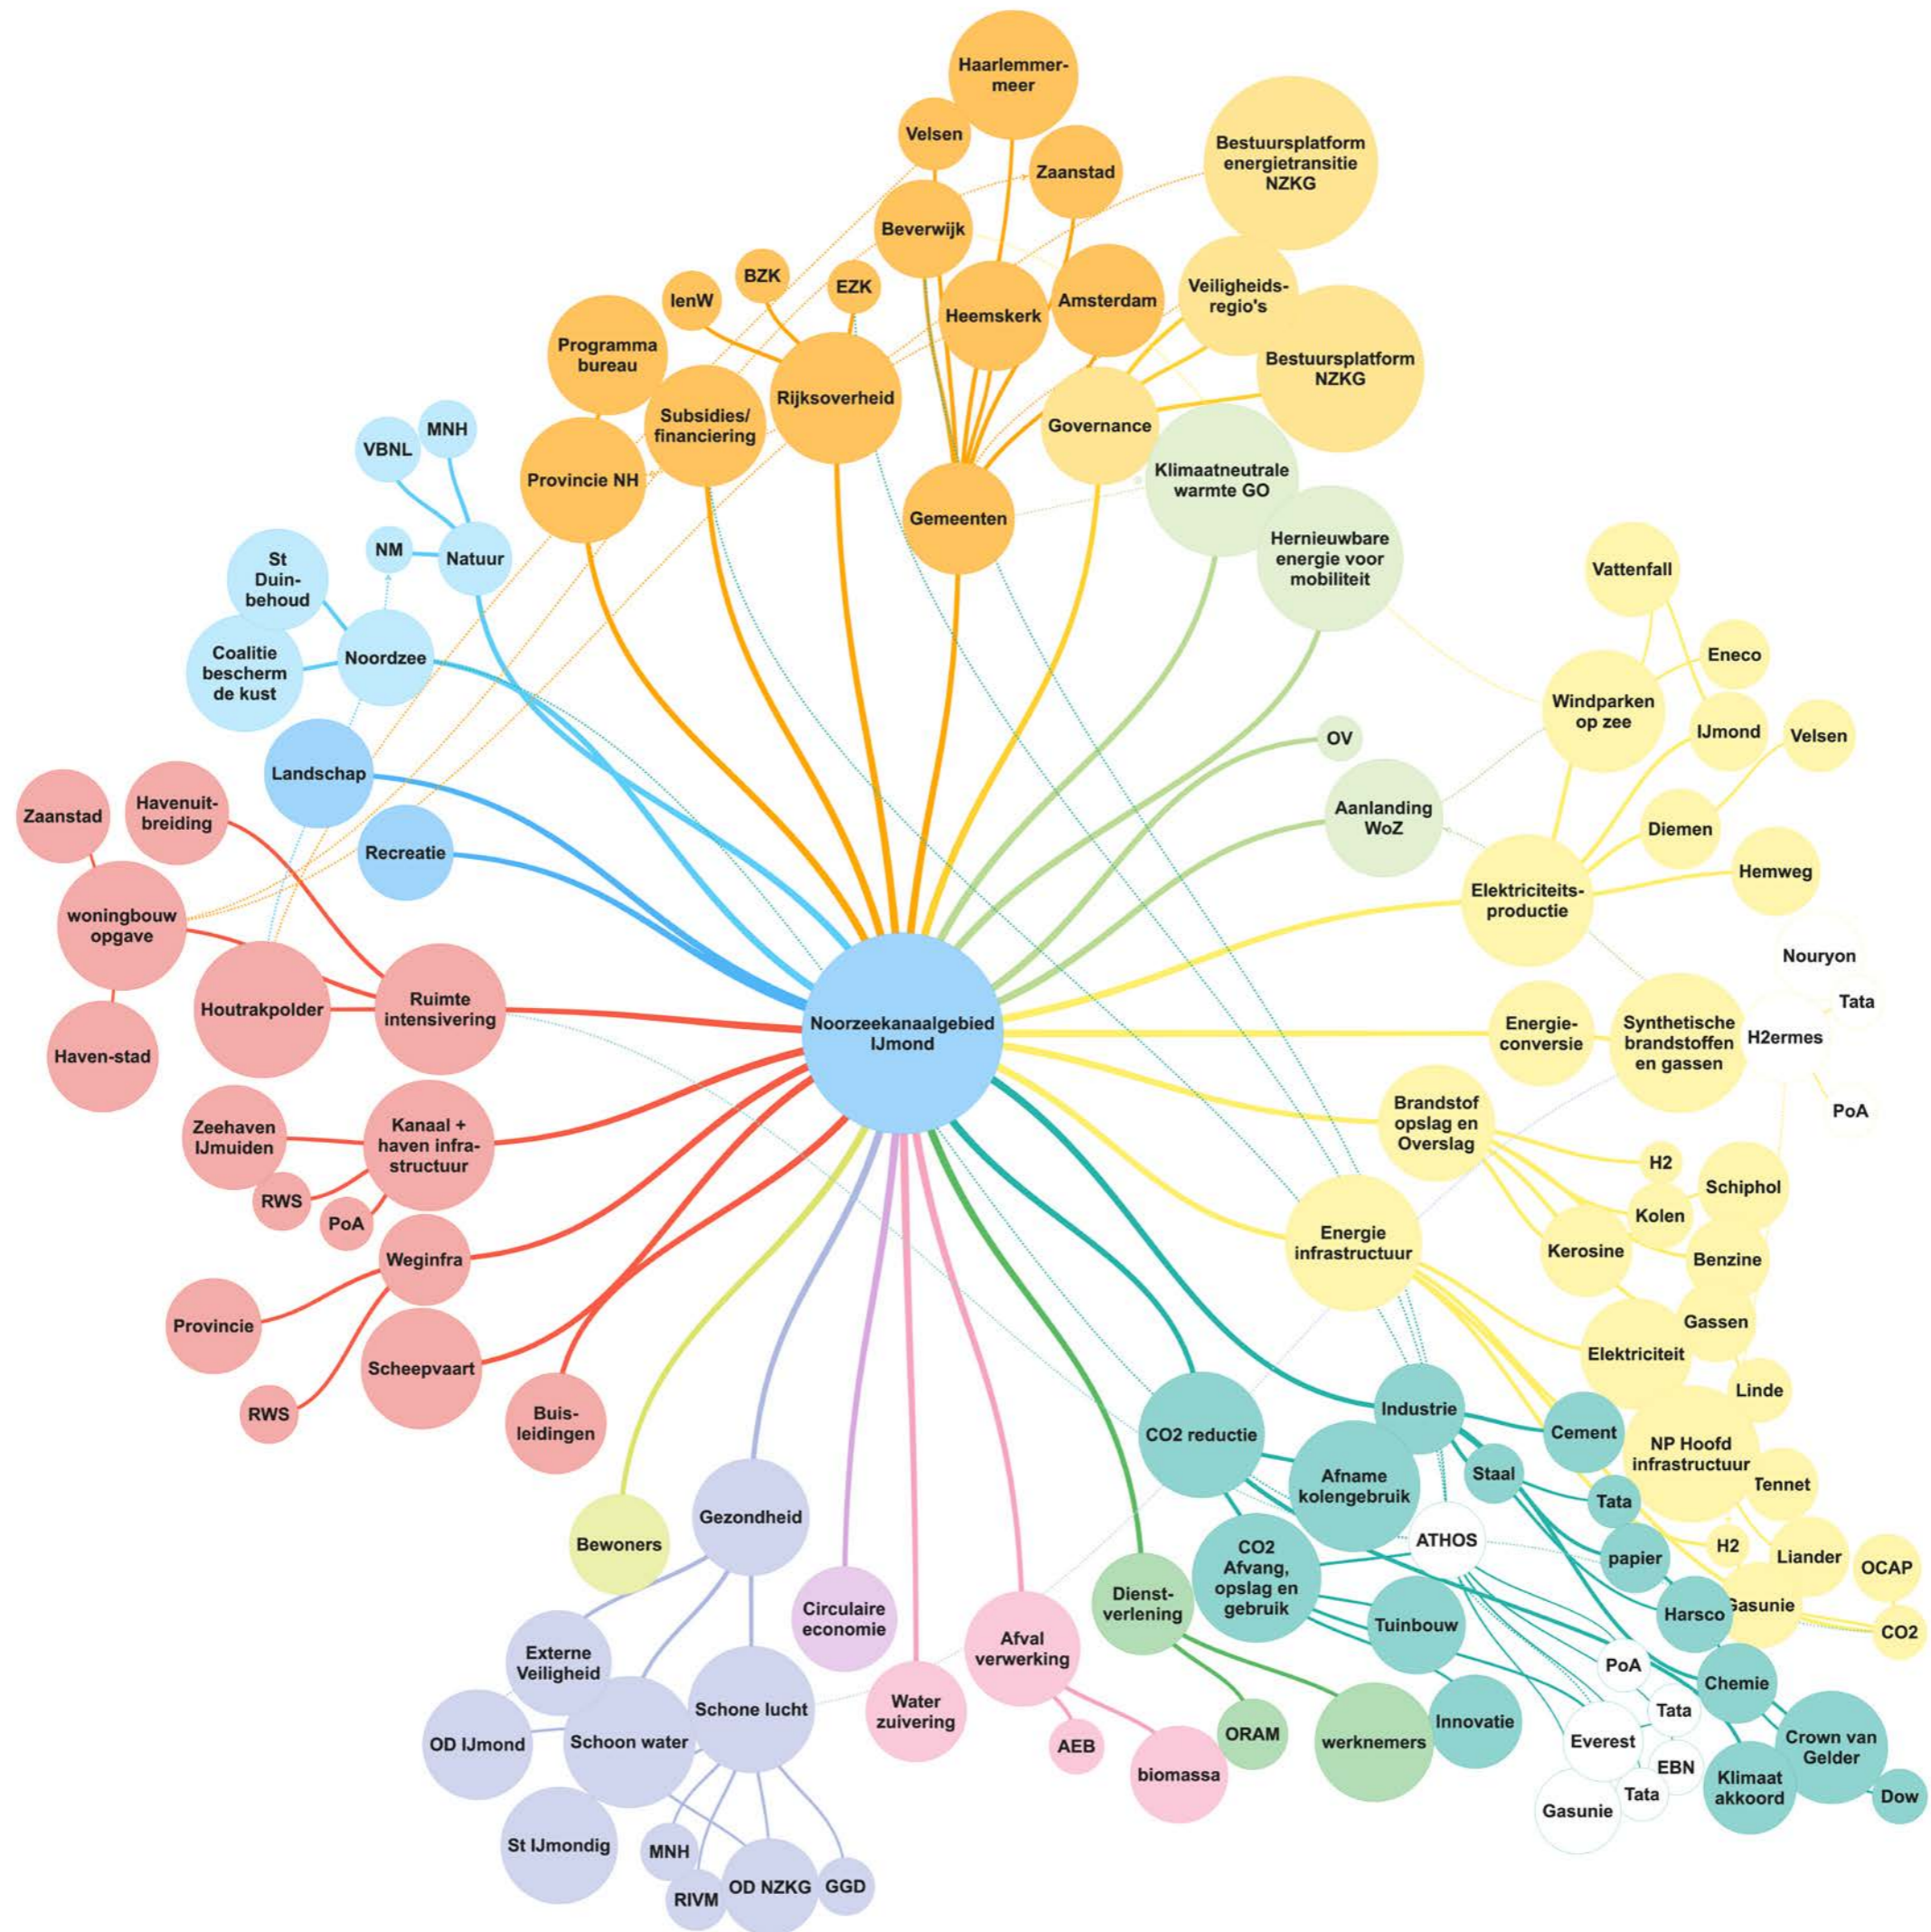 Haarlemmer-
meer
Velsen
Zaanstad
Bestuursplatform
energietransitie
NZKG
Beverwijk
BZK
EZK
IenW
Heemskerk
Amsterdam
Veiligheids-
regio's
Programma
bureau
Rijksoverheid
Subsidies/
financiering
Bestuursplatform
NZKG
Governance
MNH
VBNL
Provincie NH
Gemeenten
Klimaatneutrale
warmte GO
Hernieuwbare
energie voor
mobiliteit
NM
Natuur
St
Duin-
behoud
Vattenfall
Coalitie
bescherm
de kust
Noordzee
Eneco
Windparken
op zee
IJmond
Velsen
OV
Landschap
Aanlanding
WoZ
Zaanstad
Havenuit-
breiding
Recreatie
Diemen
Hemweg
Elektriciteits-
productie
woningbouw
opgave
Nouryon
Tata
Houtrakpolder
Ruimte
intensivering
Noorzeekanaalgebied
IJmond
Energie-
conversie
Synthetische
brandstoffen
en gassen
H2ermes
Haven-stad
PoA
Brandstof
opslag en
Overslag
Zeehaven
IJmuiden
Kanaal +
haven infra-
structuur
H2
Schiphol
RWS
PoA
Kolen
Energie
infrastructuur
Kerosine
Benzine
Weginfra
Provincie
Gassen
Elektriciteit
Scheepvaart
Linde
RWS
Buis-
leidingen
CO2 reductie
Industrie
Cement
NP Hoofd
infrastructuur
Afname
kolengebruik
Staal
Tennet
Tata
Gezondheid
Bewoners
ATHOS
H2
papier
Liander
OCAP
CO2
Afvang,
opslag en
gebruik
Dienst-
verlening
Circulaire
economie
Harsco
Gasunie
Tuinbouw
CO2
Afval
verwerking
Externe
Veiligheid
PoA
Chemie
Schone lucht
Water
zuivering
Tata
Innovatie
ORAM
werknemers
Everest
Crown van
Gelder
OD IJmond
Schoon water
AEB
biomassa
EBN
Tata
Klimaat
akkoord
Dow
Gasunie
St IJmondig
MNH
RIVM
OD NZKG
GGD